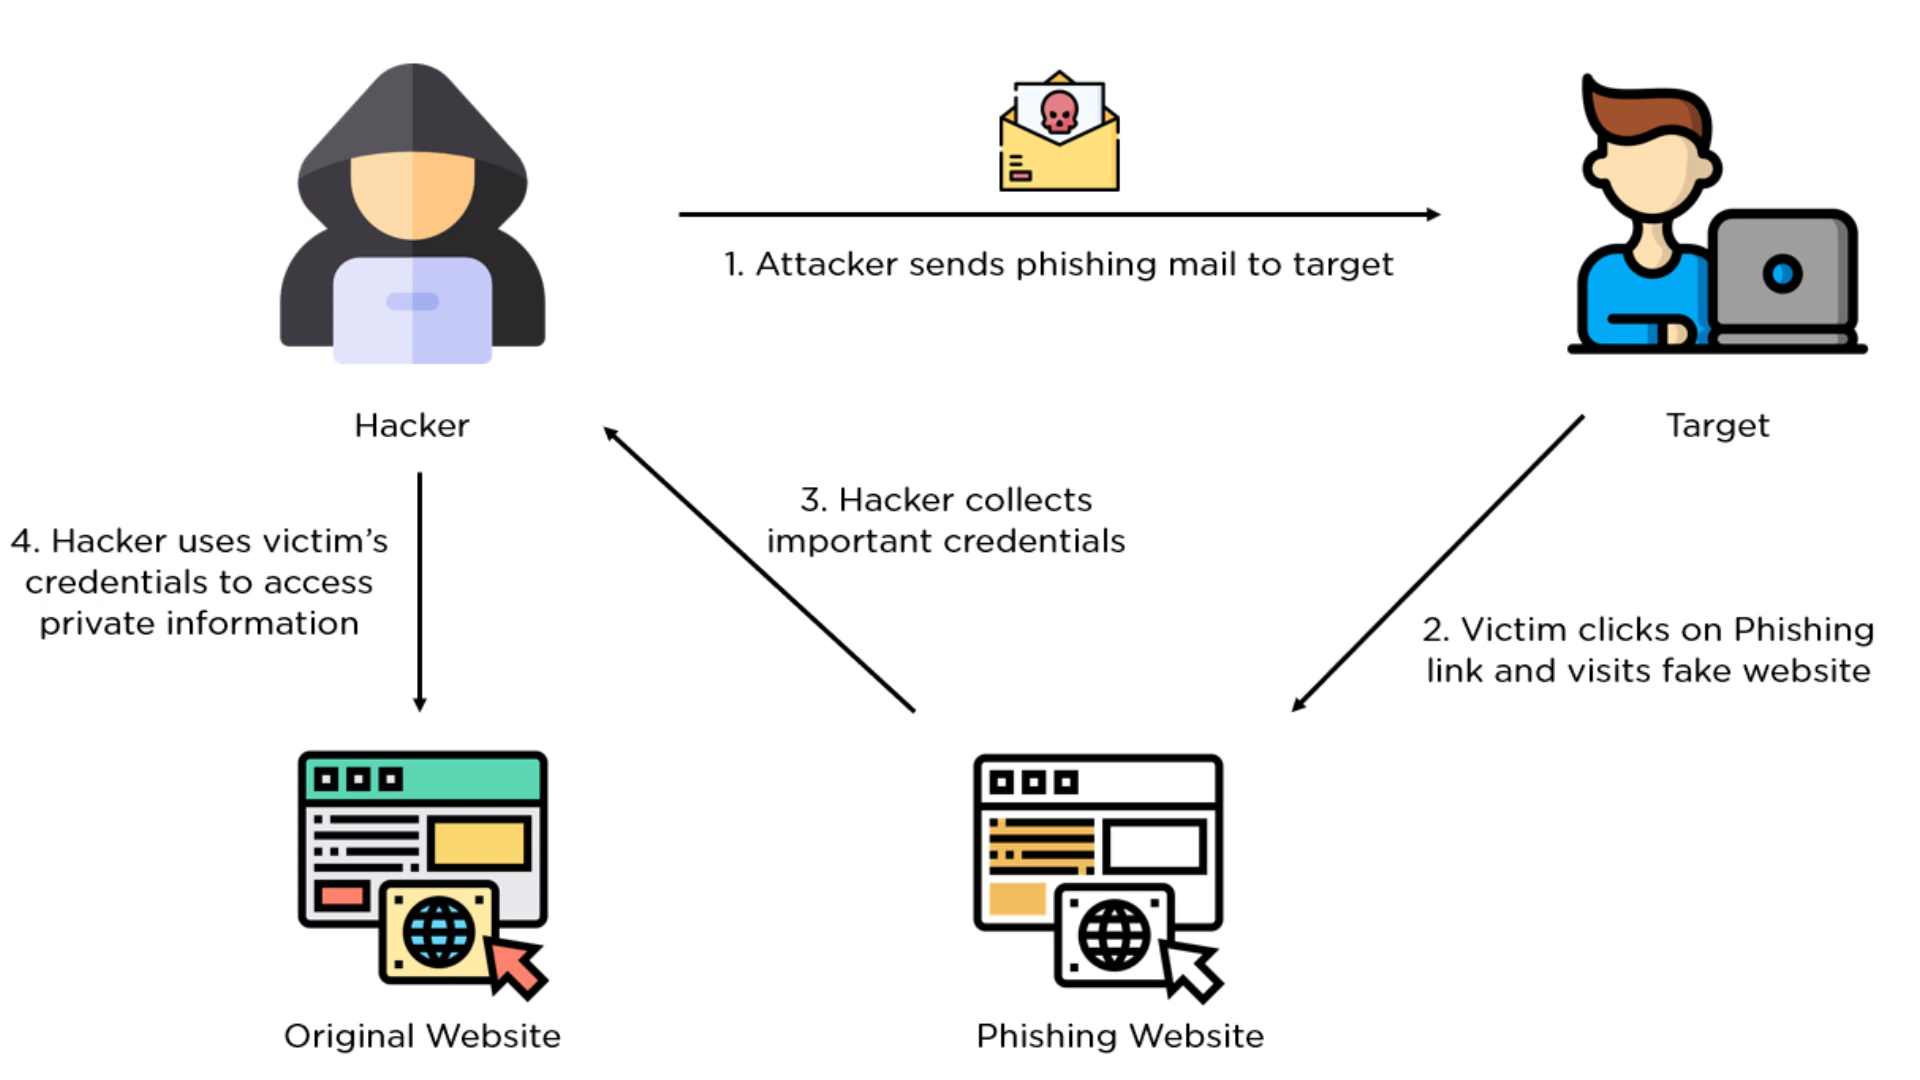 1. Attacker sends phishing mail to target
Hacker
Target
3. Hacker collects
important credentials
4. Hacker uses victim's
credentials to access
private information
2. Victim clicks on Phishing
link and visits fake website
Original Website
Phishing Website